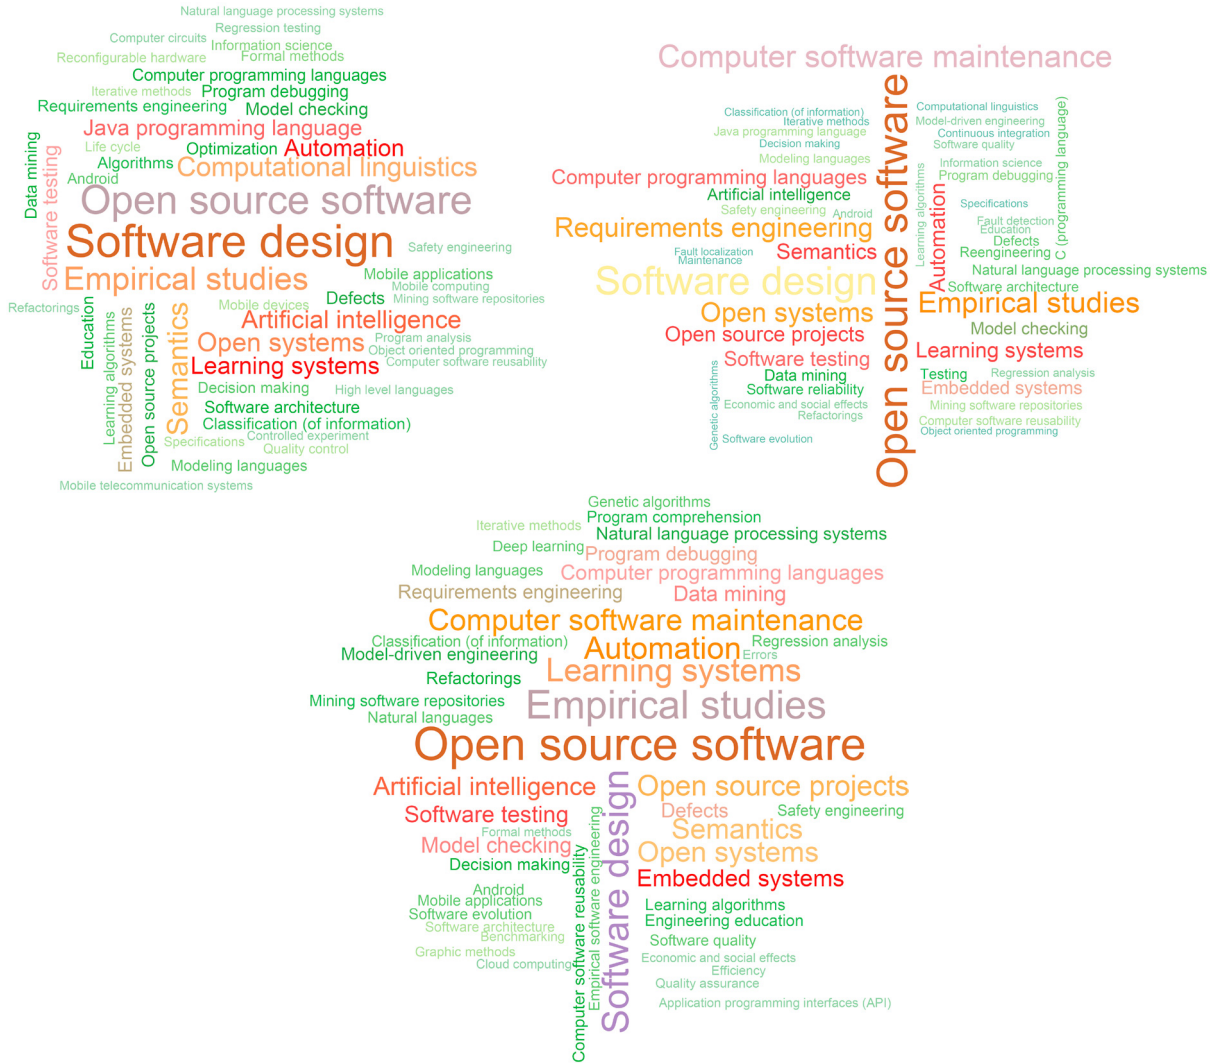 Natural language processing systems
Regression testing
Computer circuits
Information science
Reconfigurable hardware
Formal methods
Computer programming languages
Iterative methods
Program debugging
Requirements engineering
Model checking
Java programming language
Life cycle
Optimization
Automation
Data mining
Software testing
Algorithms
Computational linguistics
Android
Open source software
Software design
Safety engineering
Empirical studies
Mobile applications
Mobile computing
Refactorings
Education
Open source projects
Mobile devices
Defects
Mining software repositories
Learning algorithms
Embedded systems
Semantics
Artificial intelligence
Program analysis
Open systems
Object oriented programming
Learning systems
Computer software reusability
Decision making
High level languages
Software architecture
Classification (of information)
Specifications
Controlled experiment
Quality control
Modeling languages
Mobile telecommunication systems
Computer software maintenance
Open source software
Classification (of information)
Iterative methods
Java programming language
Decision making
Modeling languages
Computer programming languages
Artificial intelligence
Safety engineering
Android
Requirements engineering
Fault localization
Semantics
Maintenance
Software design
Open systems
Open source projects
Software testing
Genetic algorithms
Data mining
Software reliability
Economic and social effects
Refactorings
Software evolution
Computational linguistics
Model-driven engineering
Continuous integration
Software quality
C (programming language)
Information science
Program debugging
Learning algorithms
Automation
Specifications
Fault detection
Education
Defects
Reengineering
Natural language processing systems
Software architecture
Empirical studies
Model checking
Learning systems
Testing
Regression analysis
Embedded systems
Mining software repositories
Computer software reusability
Object oriented programming
Genetic algorithms
Program comprehension
Iterative methods
Natural language processing systems
Deep learning
Program debugging
Modeling languages
Computer programming languages
Requirements engineering
Data mining
Computer software maintenance
Classification (of information)
Automation
Regression analysis
Model-driven engineering
Errors
Learning systems
Refactorings
Mining software repositories
Empirical studies
Natural languages
Open source software
Artificial intelligence
Software design
Open source projects
Software testing
Defects
Safety engineering
Formal methods
Semantics
Model checking
Open systems
Decision making
Computer software reusability
Empirical software engineering
Embedded systems
Android
Mobile applications
Learning algorithms
Software evolution
Engineering education
Software architecture
Benchmarking
Software quality
Graphic methods
Economic and social effects
Cloud computing
Efficiency
Quality assurance
Application programming interfaces (API)